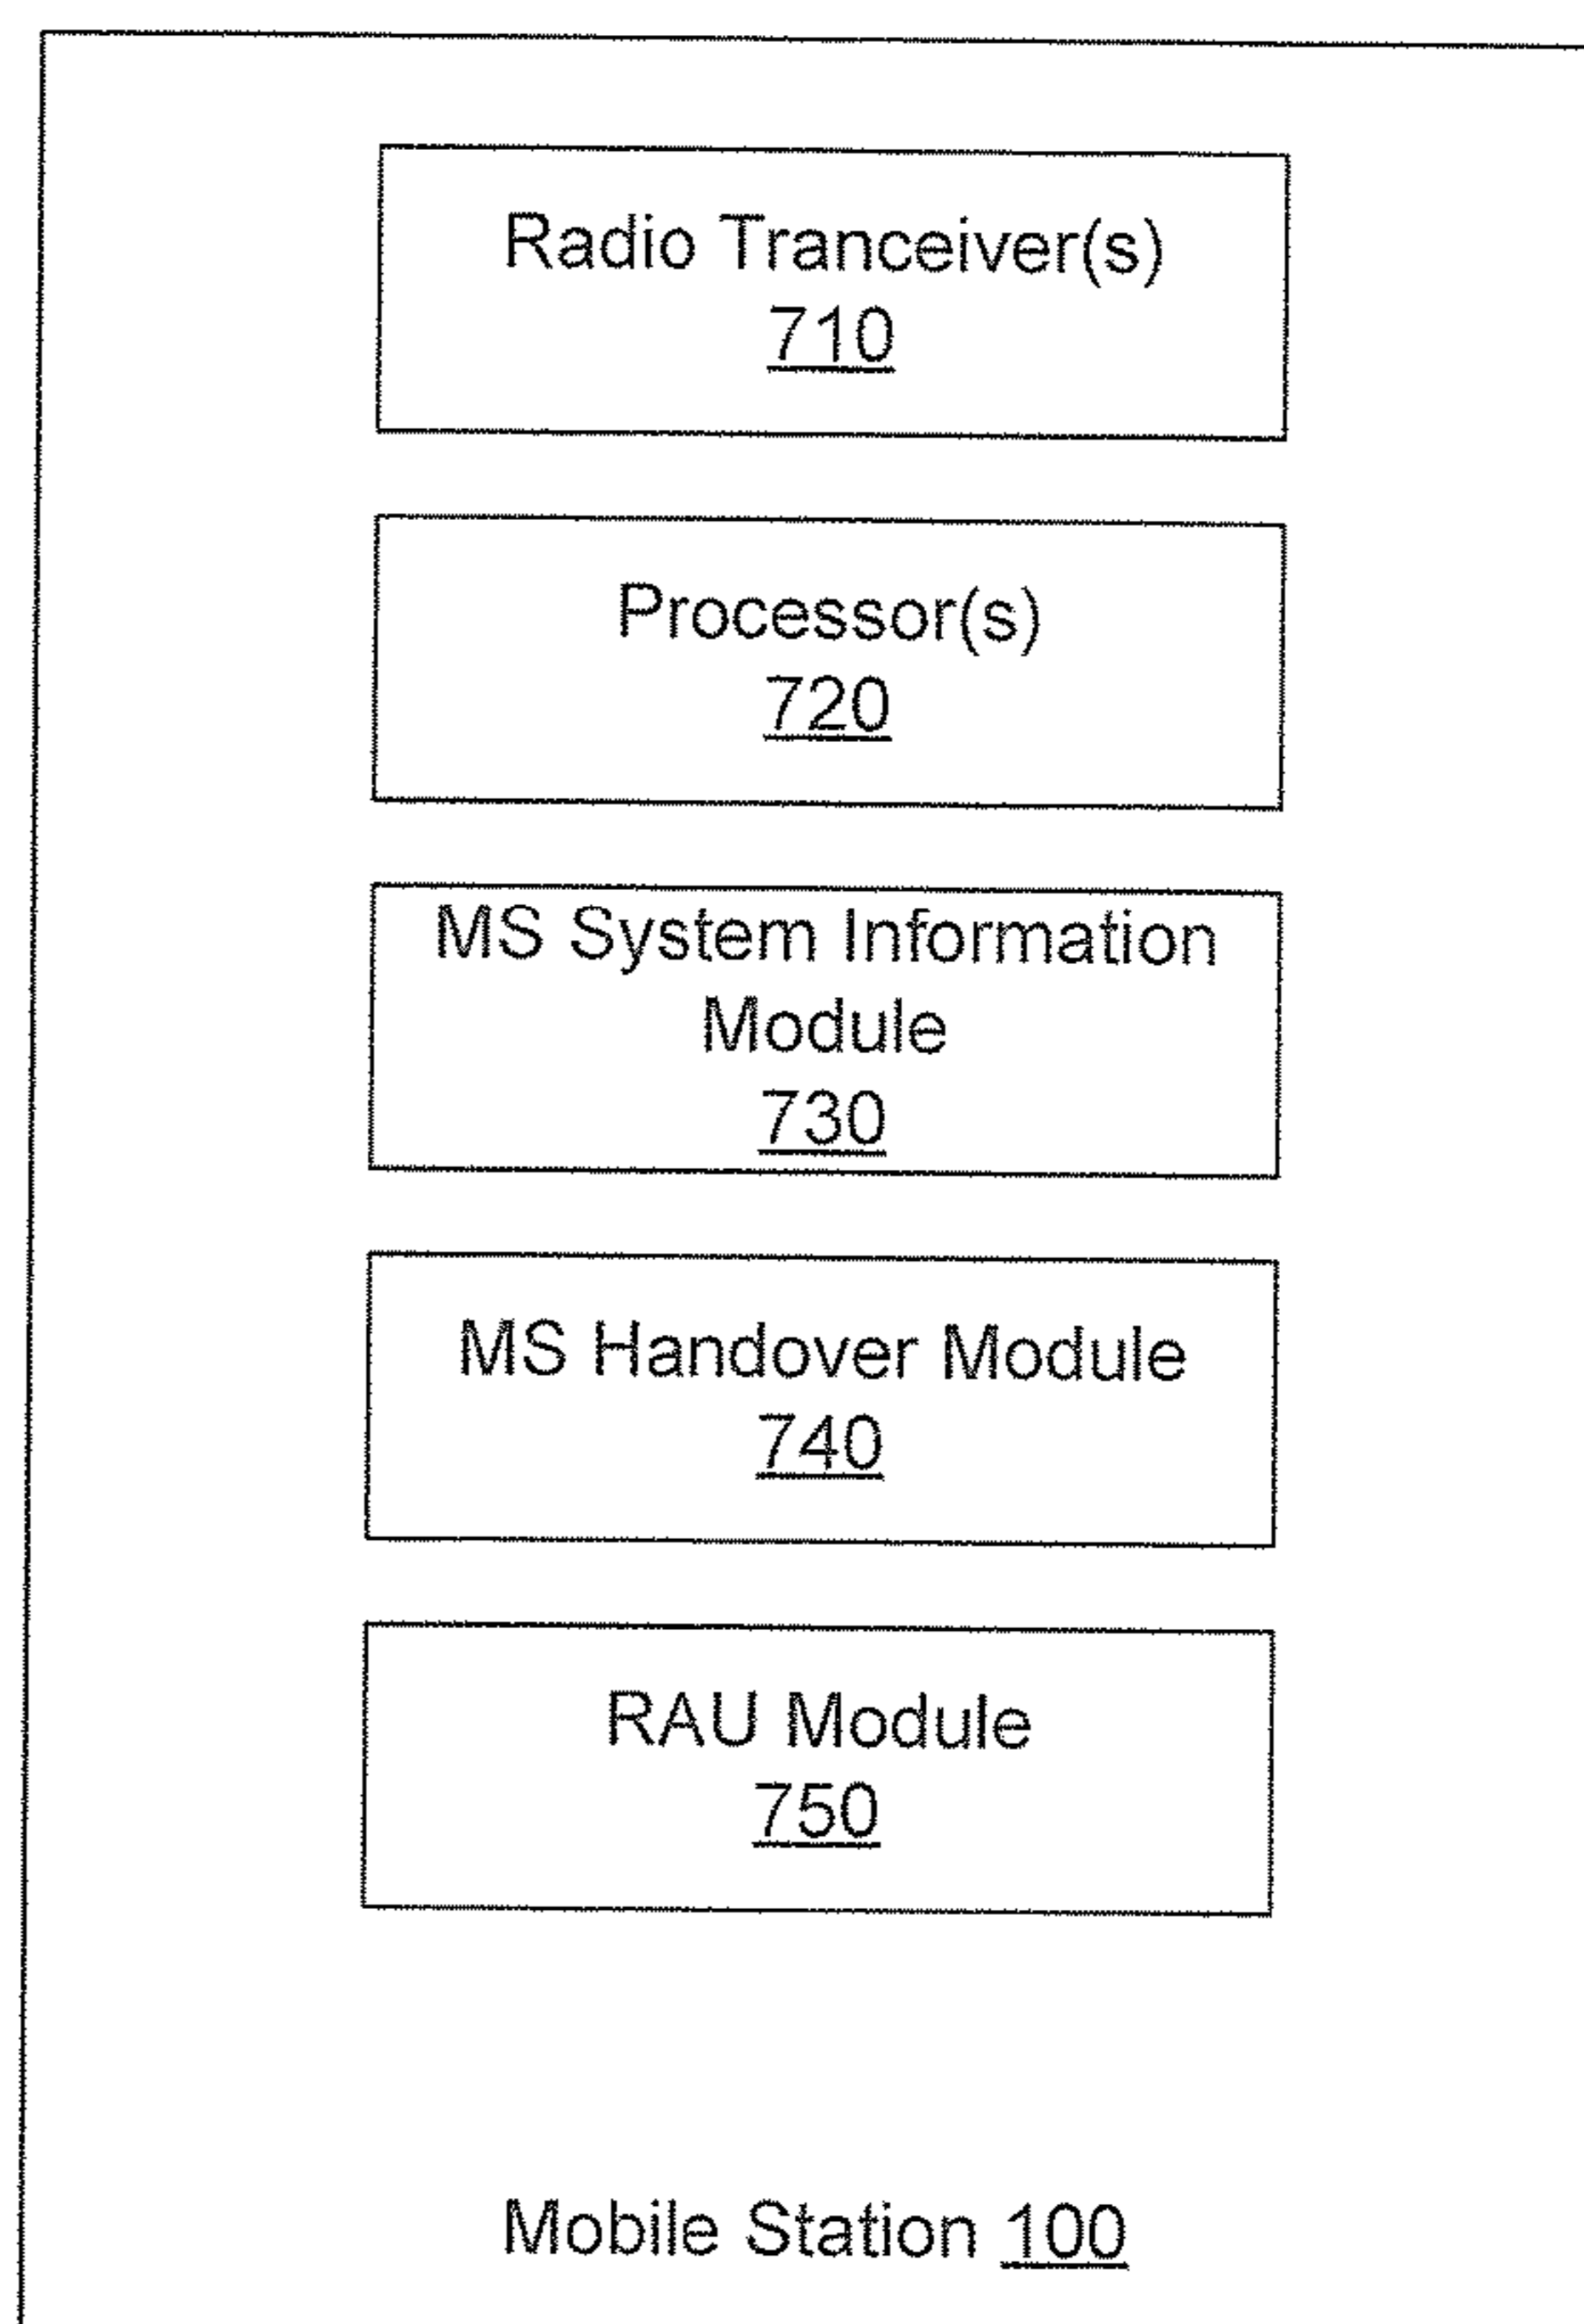 Radio Tranceiver(s)
710
Processor(s)
720
MS System Information
Module
730
MS Handover Module
740
RAU Module
750
Mobile Station 100